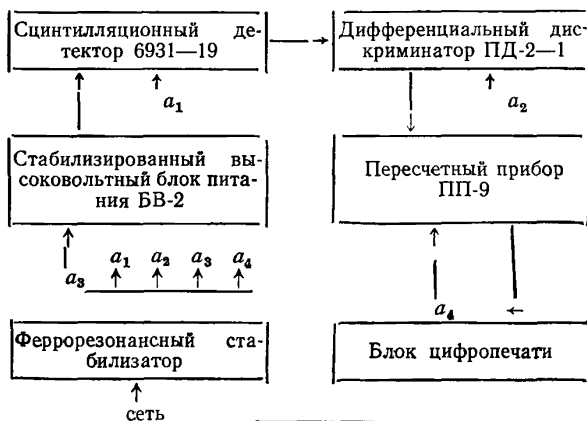 Сцинтилляционный де-
тектор 6931—19
Дифференциальный дис-
криминатор ПД-2—1
a₁
a₂
Стабилизированный вы-
соковольтный блок пита-
ния БВ-2
Пересчетный прибор
ПП-9
a₃
a₁ a₂ a₃ a₄
a₄
Феррорезонансный ста-
билизатор
Блок цифропечати
сеть